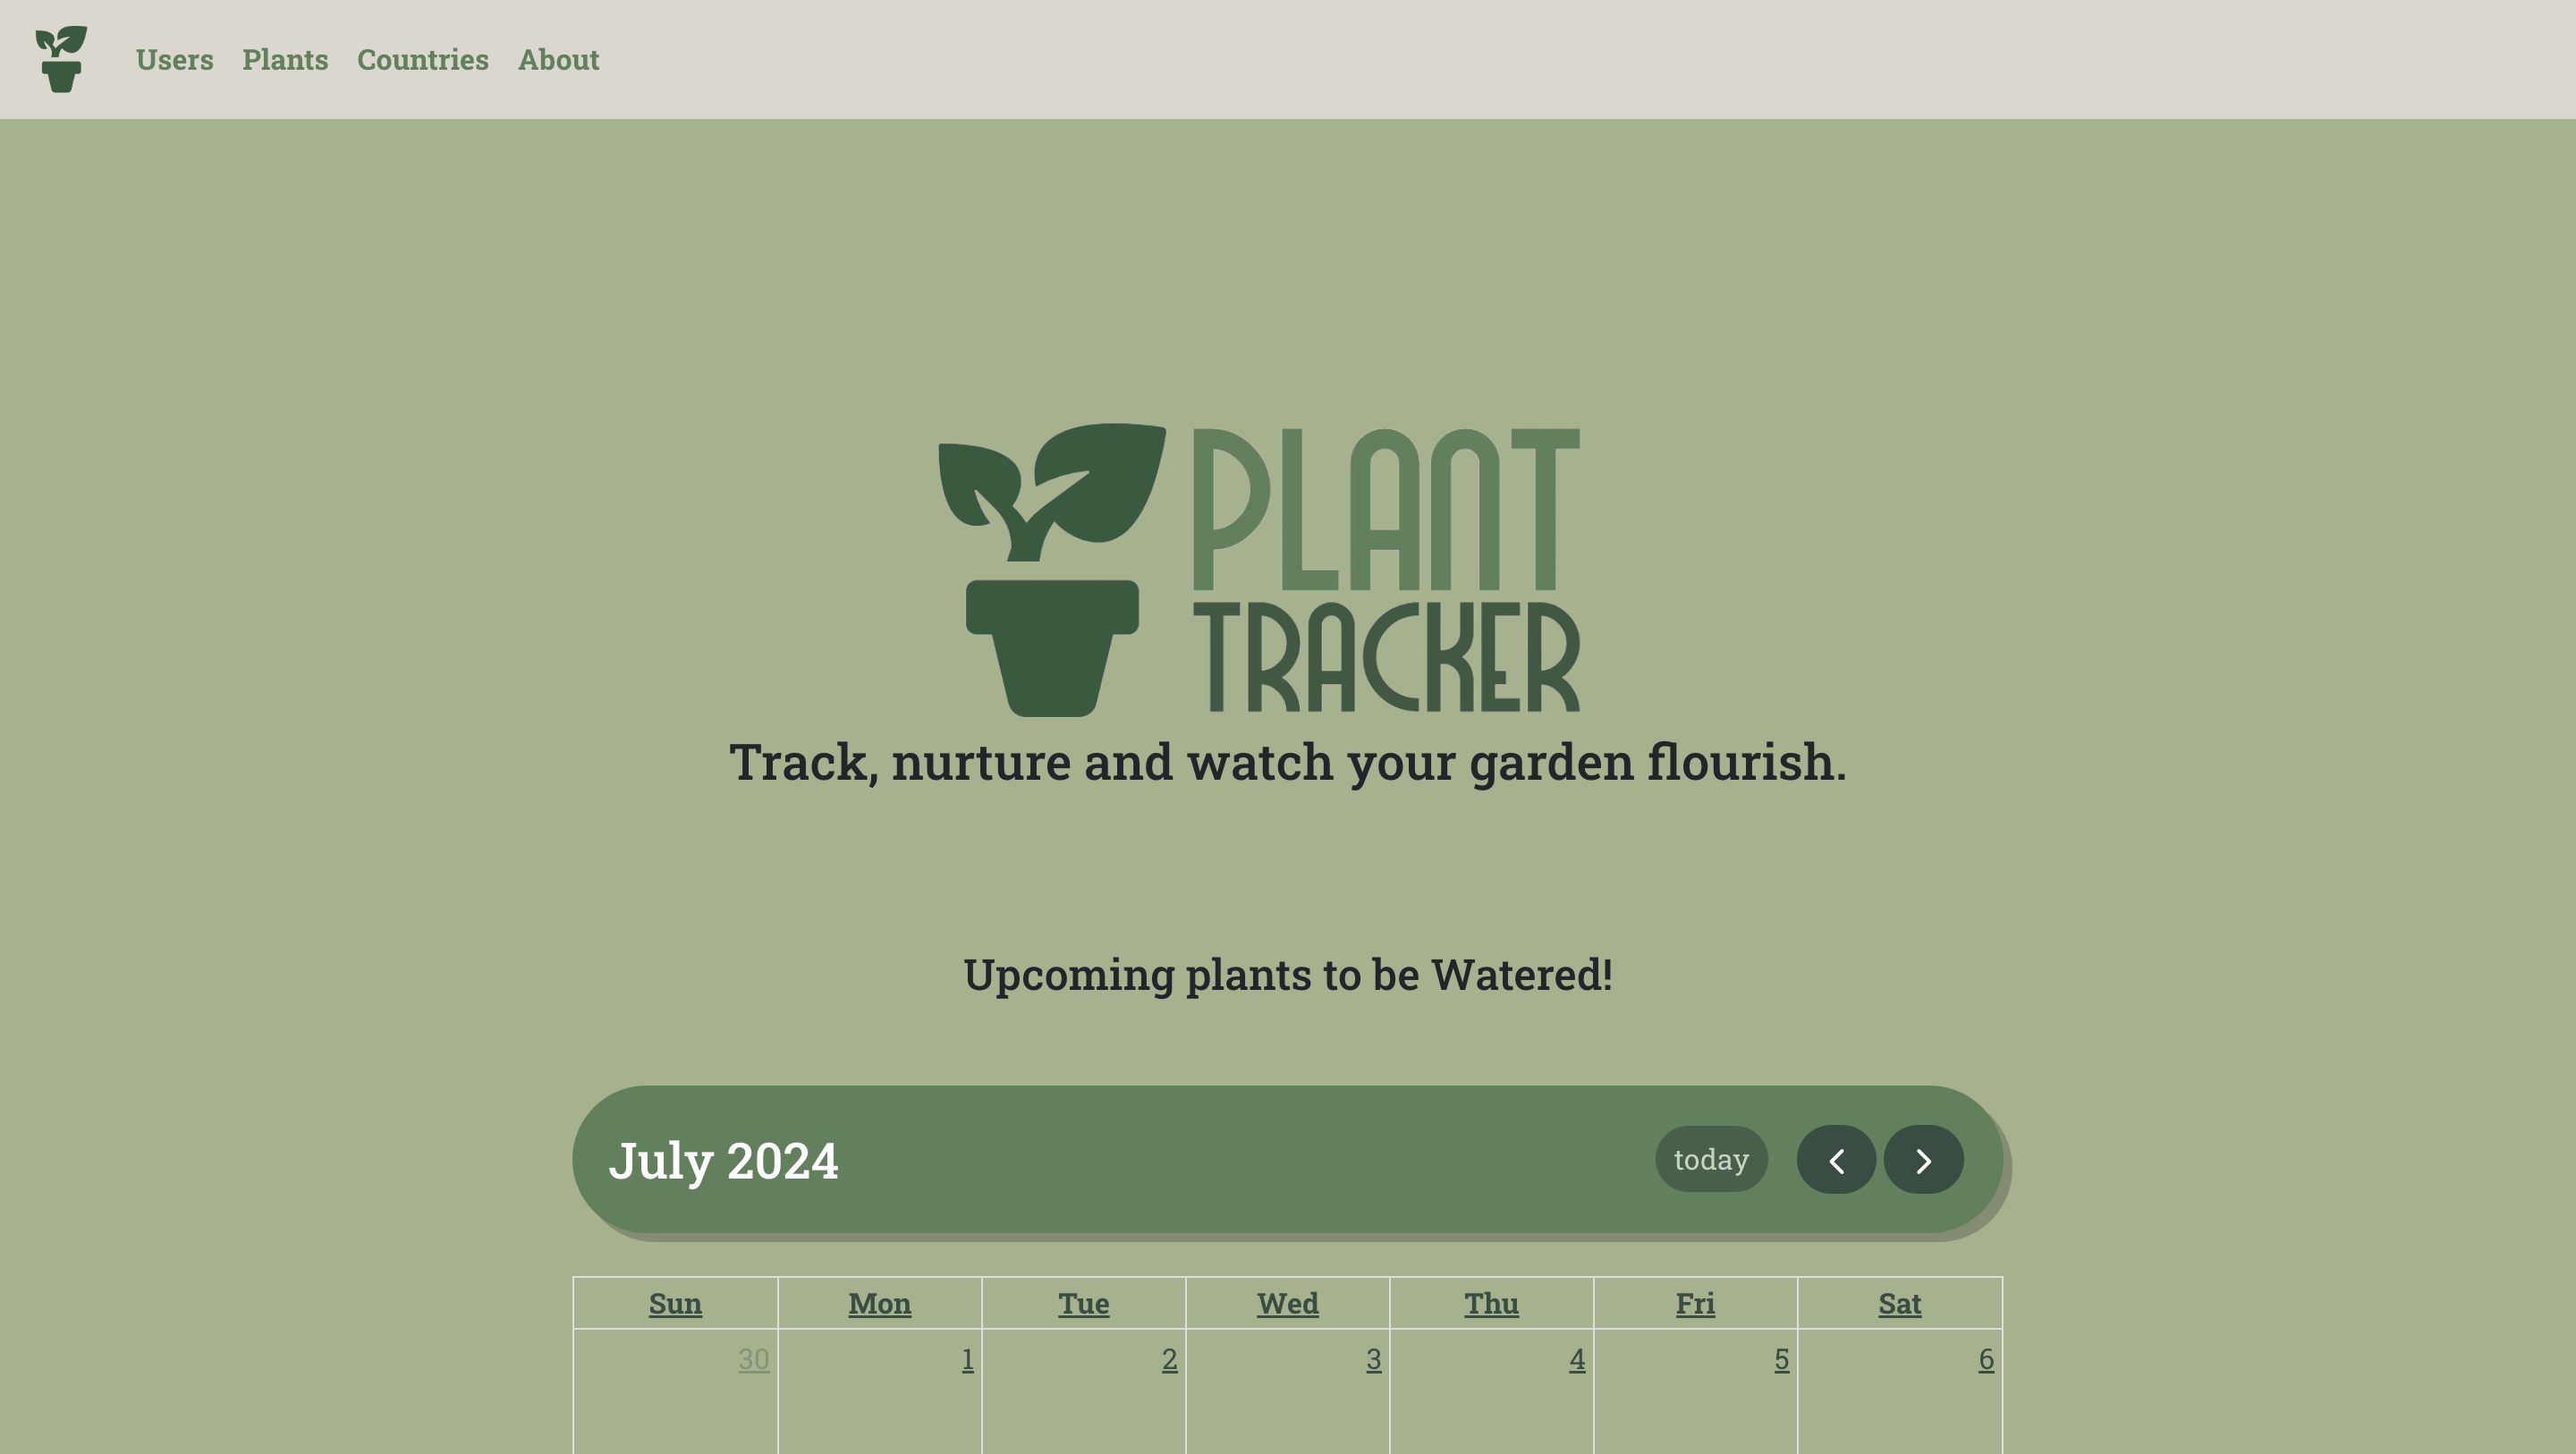 Users Plants Countries About
PLANT
TRACKER
Track, nurture and watch your garden flourish.
Upcoming plants to be Watered!
July 2024 today
Sun Mon Tue Wed Thu Fri Sat
30 1 2 3 4 5 6